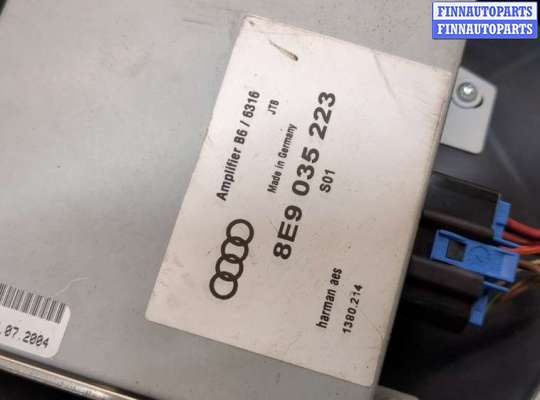 FINNAUTOPARTS
FINNAUTOPARTS
Amplifier B6 / 6316
JTB
Made in Germany
8E9 035 223
S01
harman aes
1380.214
.07.2004